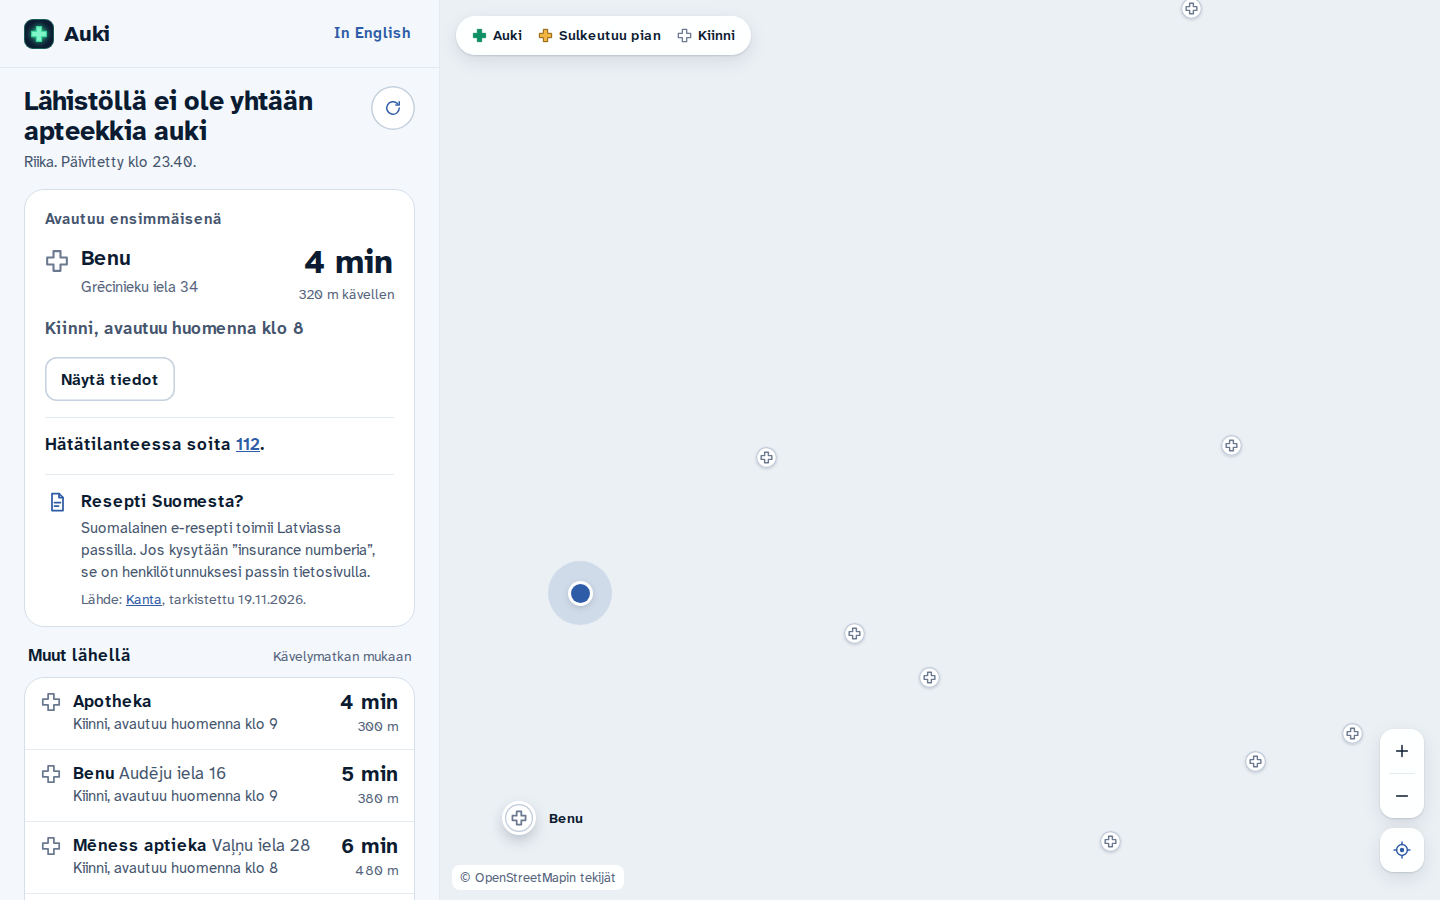 Auki
In English
Auki
Sulkeutuu pian
Kiinni
Lähistöllä ei ole yhtään
apteekkia auki
Riika. Päivitetty klo 23.40.
Avautuu ensimmäisenä
Benu
4 min
Grēcinieku iela 34
320 m kävellen
Kiinni, avautuu huomenna klo 8
Näytä tiedot
Hätätilanteessa soita 112.
Resepti Suomesta?
Suomalainen e-resepti toimii Latviassa
passilla. Jos kysytään ”insurance numberia”,
se on henkilötunnuksesi passin tietosivulla.
Lähde: Kanta, tarkistettu 19.11.2026.
Muut lähellä
Kävelymatkan mukaan
Apotheka
4 min
Kiinni, avautuu huomenna klo 9
300 m
Benu Audēju iela 16
5 min
Kiinni, avautuu huomenna klo 9
380 m
Mēness aptieka Vaļņu iela 28
6 min
Kiinni, avautuu huomenna klo 8
480 m
Benu
© OpenStreetMapin tekijät